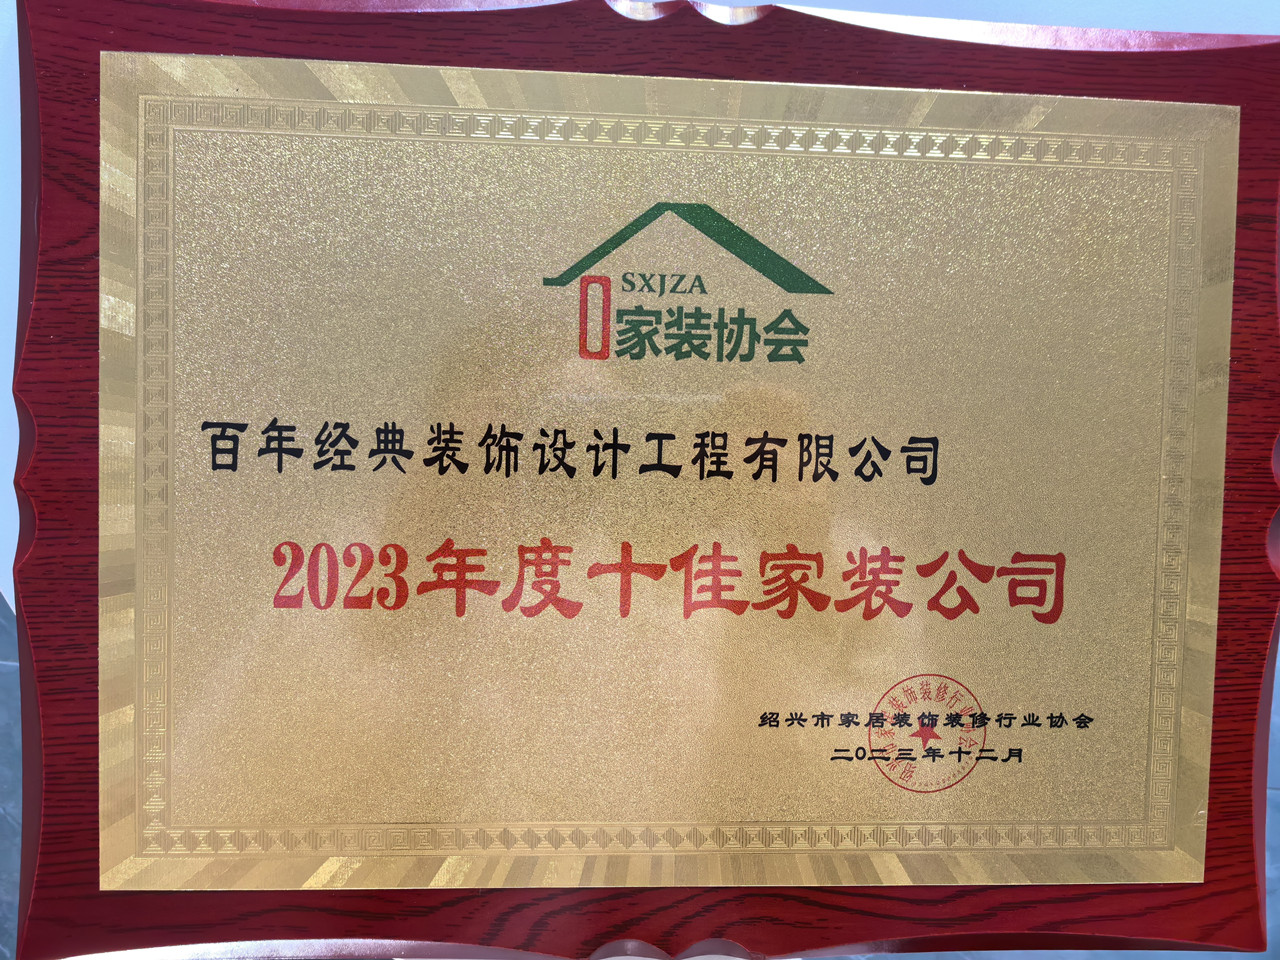 SXJZA
家装协会
百年经典装饰设计工程有限公司
2023年度十佳家装公司
绍兴市家居装饰装修行业协会
二〇二三年十二月